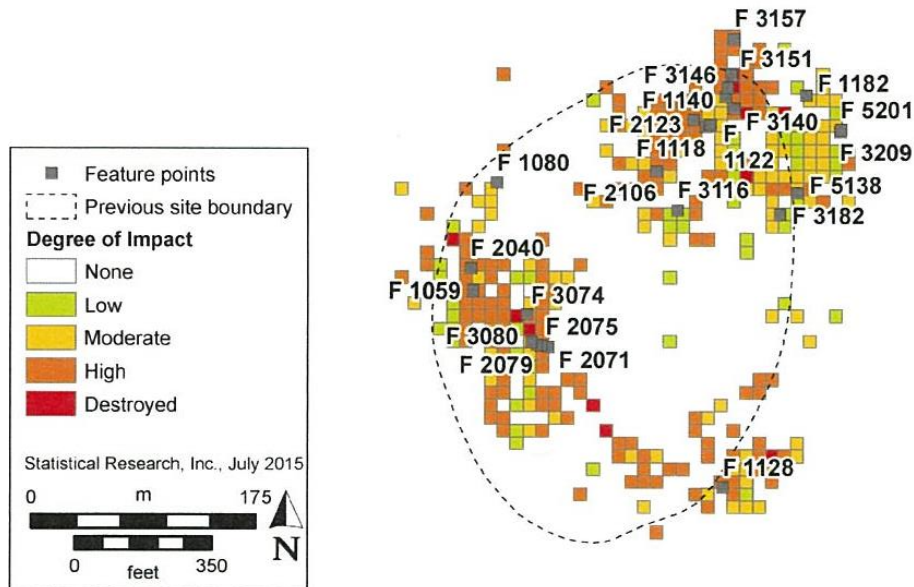 F 3157
F 3151
F 3146
F 1182
F 1140
F 5201
F 2123
F 3140
F 1118
F
1122
F 3209
F 1080
F 2106
F 3116
F 5138
F 3182
F 2040
F 1059
F 3074
F 3080
F 2075
F 2079
F 2071
F 1128
Feature points
Previous site boundary
Degree of Impact
None
Low
Moderate
High
Destroyed
Statistical Research, Inc., July 2015
0 m 175
N
0 350
feet